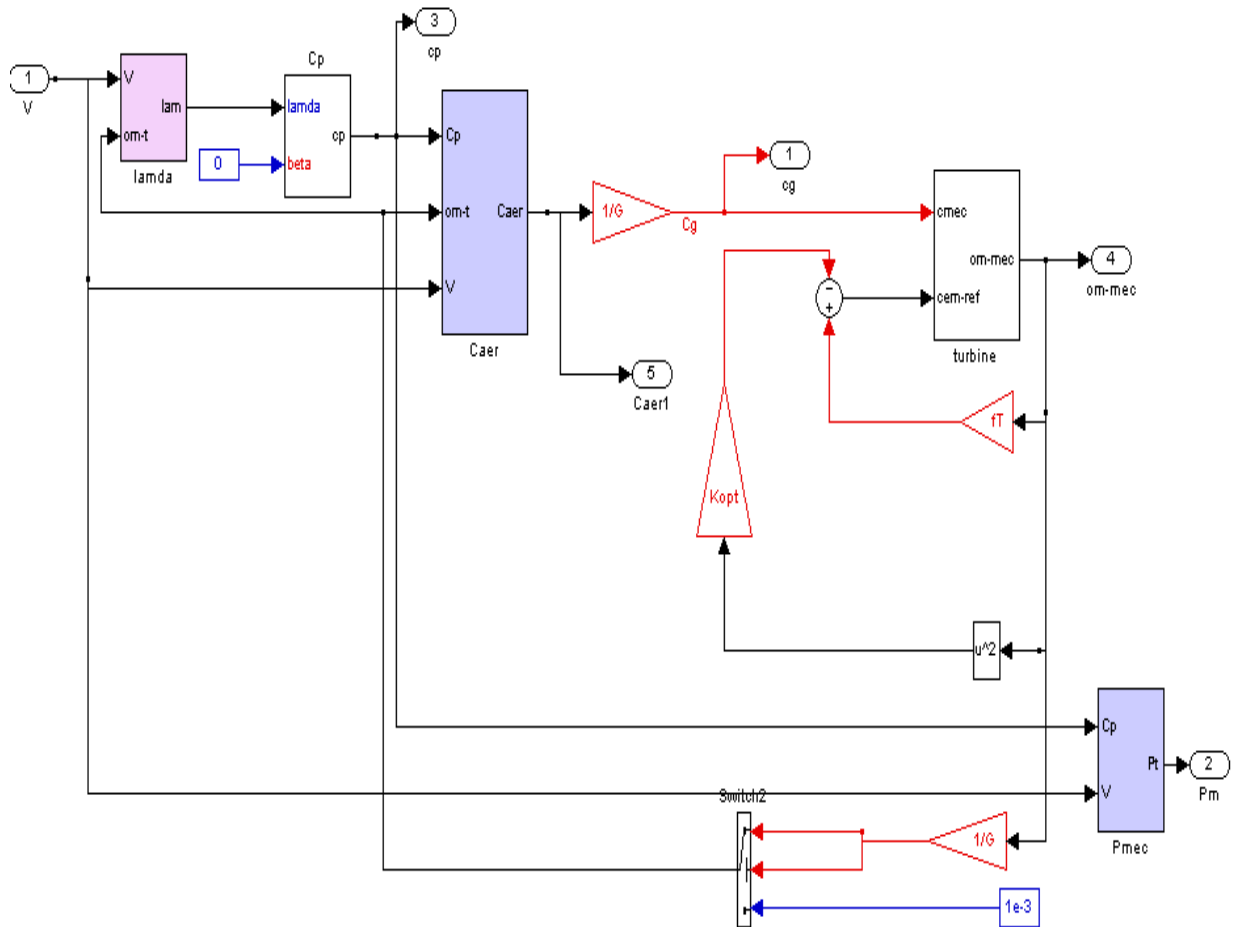 3
cp
Cp
1
V
V
lam
om-t
lamda
lamda
cp
beta
0
Cp
om-t
Caer
V
Caer
1/G
Cg
1
cg
cmec
om-mec
cem-ref
turbine
4
om-mec
-
+
5
Caer1
fT
Kopt
u^2
Cp
Pt
V
Pmec
2
Pm
Switch2
1/G
1e-3